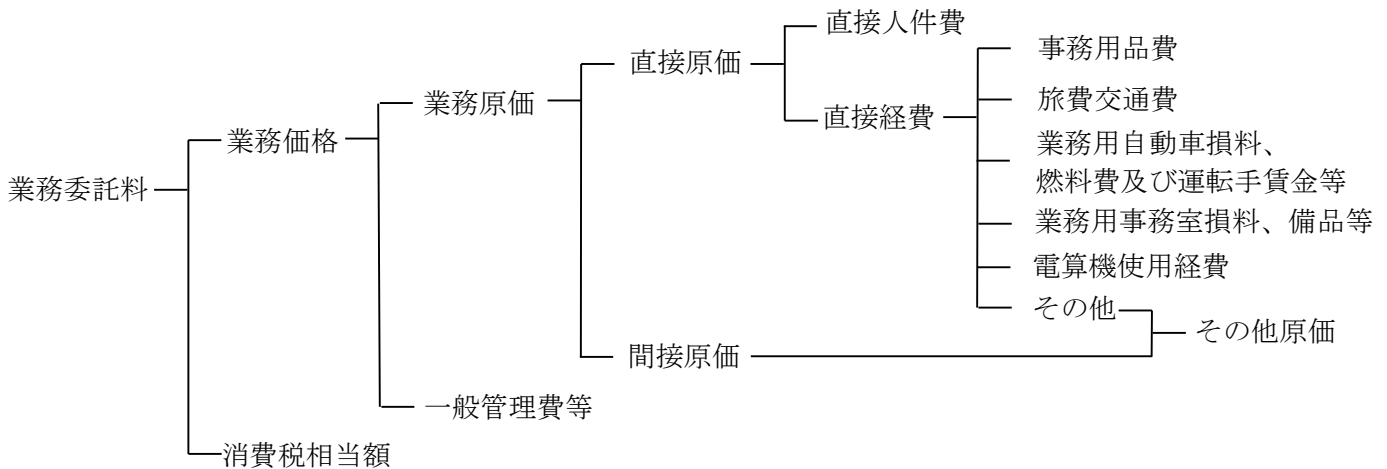 直接人件費
事務用品費
直接原価
旅費交通費
業務原価
直接経費
業務用自動車損料、
業務価格
燃料費及び運転手賃金等
業務委託料
業務用事務室損料、備品等
電算機使用経費
その他
その他原価
間接原価
一般管理費等
消費税相当額